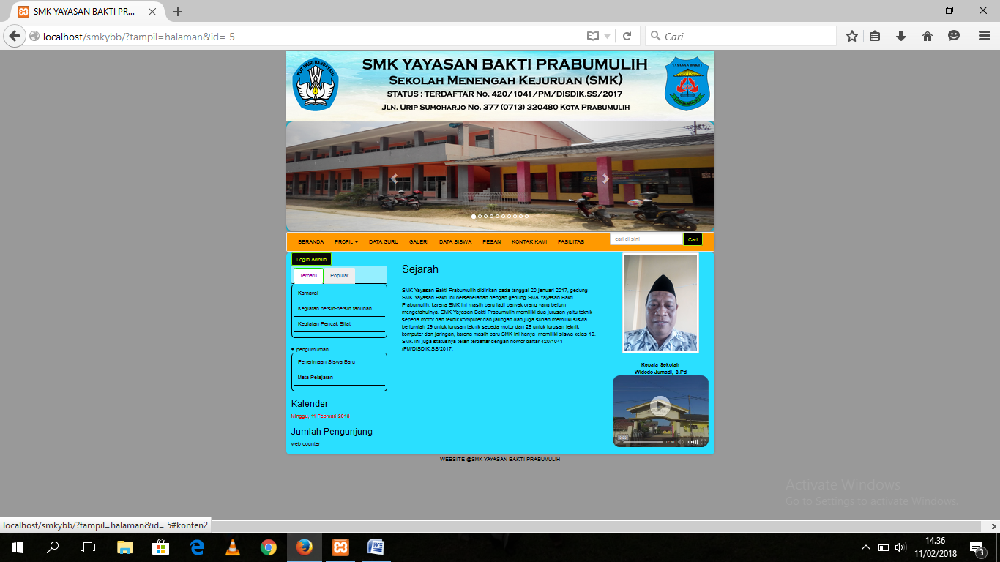 SMK YAYASAN BAKTI PR...
localhost/smkybb/?tampil=halaman&id= 5
Cari
TUT WURI HANDAYANI
SMK YAYASAN BAKTI PRABUMULIH
SEKOLAH MENENGAH KEJURUAN (SMK)
STATUS : TERDAFTAR No. 420/1041/PM/DISDIK.SS/2017
JLN. URIP SUMOHARJO NO. 377 (0713) 320480 KOTA PRABUMULIH
YAYASAN BAKTI
PRABUMULIH
BERANDA PROFIL DATA GURU GALERI DATA SISWA PESAN KONTAK KAMI FASILITAS
cari di sini
Cari
Login Admin
Terbaru Popular
Karnaval
Kegiatan bersih-bersih tahunan
Kegiatan Pencak Silat
pengumuman
Penerimaan Siswa Baru
Mata Pelajaran
Kalender
Minggu, 11 Februari 2018
Jumlah Pengunjung
web counter
Sejarah
SMK Yayasan Bakti Prabumulih didirikan pada tanggal 20 januari 2017, gedung
SMK Yayasan Bakti ini bersebelahan dengan gedung SMA Yayasan Bakti
Prabumulih, karena SMK ini masih baru jadi banyak orang yang belum
mengetahuinya. SMK Yayasan Bakti Prabumulih memiliki dua jurusan yaitu teknik
sepeda motor dan teknik komputer dan jaringan dan juga sudah memiliki siswa
berjumlah 29 untuk jurusan teknik sepeda motor dan 25 untuk jurusan teknik
komputer dan jaringan, karena masih baru SMK ini hanya memiliki siswa kelas 10.
SMK ini juga statusnya telah terdaftar dengan nomor daftar 420/1041
/PM/DISDIK.SS/2017.
Kepala Sekolah
Widodo Jumadi, S.Pd
0:00
0:30
WEBSITE @SMK YAYASAN BAKTI PRABUMULIH
Activate Windows
Go to Settings to activate Windows.
localhost/smkybb/?tampil=halaman&id= 5#konten2
14.36
11/02/2018
3